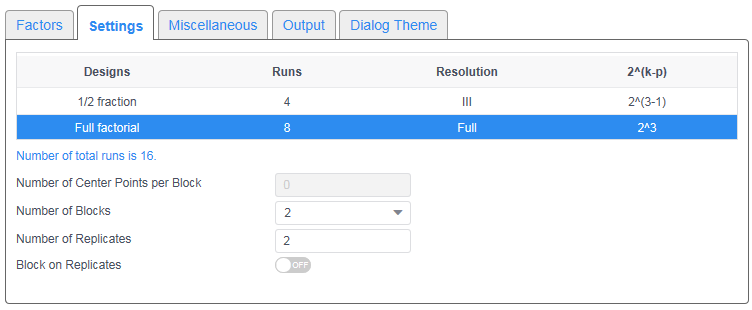 Factors Settings Miscellaneous Output Dialog Theme
Designs Runs Resolution 2^(k-p)
1/2 fraction 4 III 2^(3-1)
Full factorial 8 Full 2^3
Number of total runs is 16.
Number of Center Points per Block 0
Number of Blocks 2
Number of Replicates 2
Block on Replicates OFF